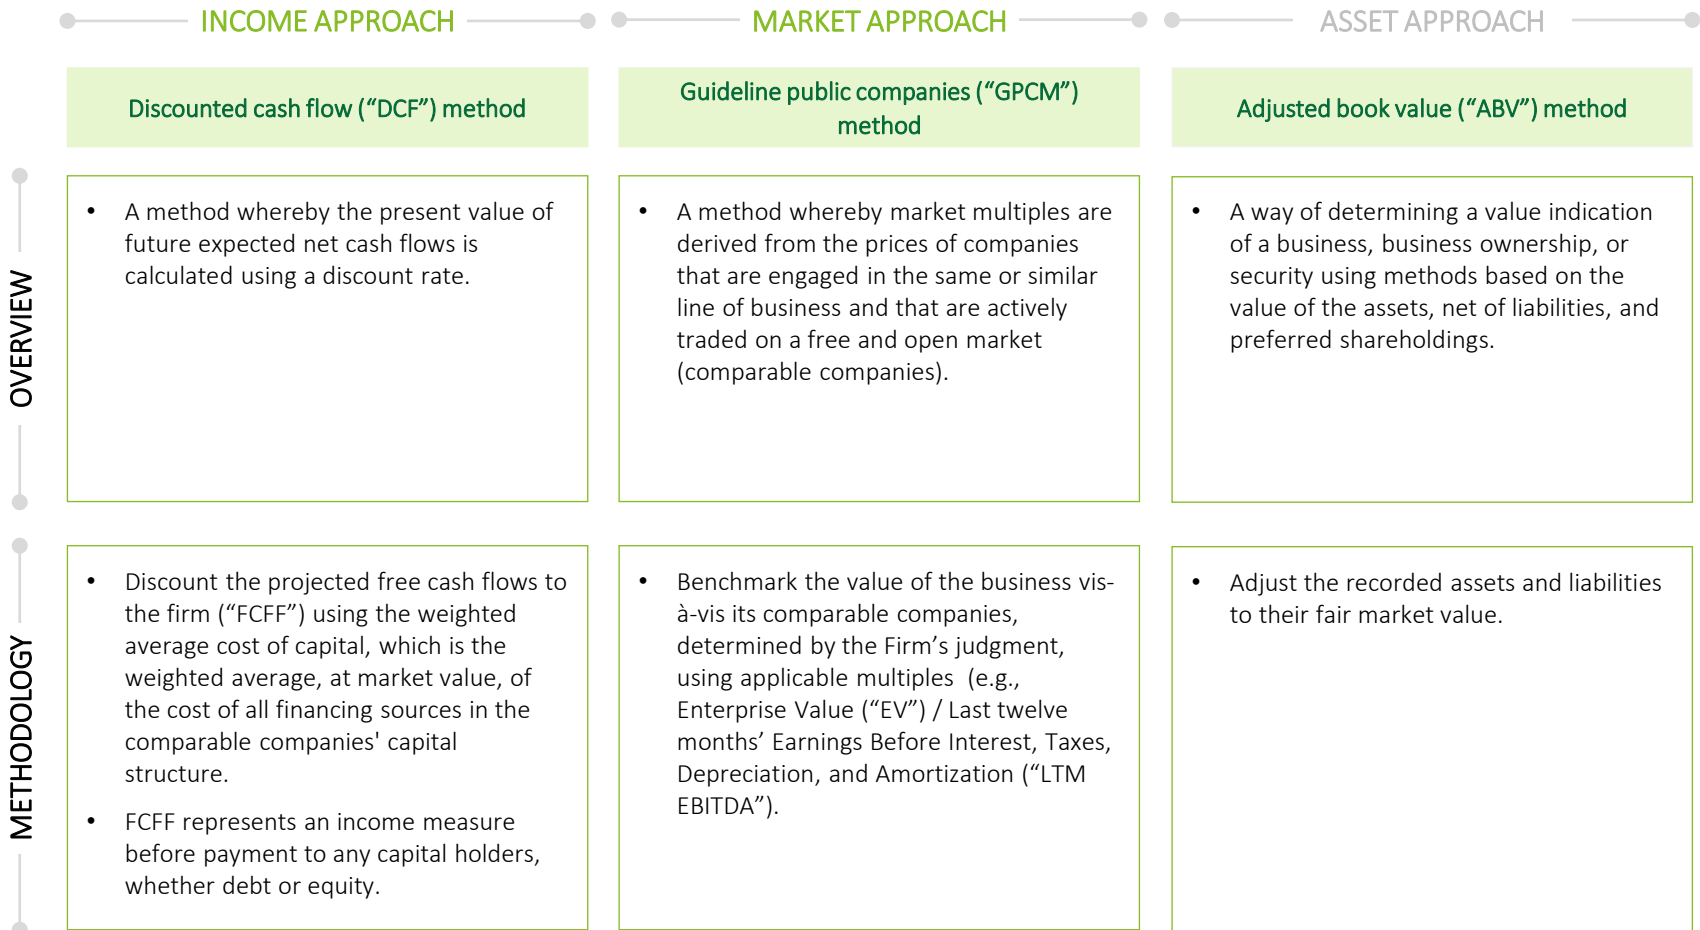 INCOME APPROACH
MARKET APPROACH
ASSET APPROACH
Discounted cash flow (“DCF”) method
Guideline public companies (“GPCM”)
method
Adjusted book value (“ABV”) method
OVERVIEW
• A method whereby the present value of
future expected net cash flows is
calculated using a discount rate.
• A method whereby market multiples are
derived from the prices of companies
that are engaged in the same or similar
line of business and that are actively
traded on a free and open market
(comparable companies).
• A way of determining a value indication
of a business, business ownership, or
security using methods based on the
value of the assets, net of liabilities, and
preferred shareholdings.
METHODOLOGY
• Discount the projected free cash flows to
the firm (“FCFF”) using the weighted
average cost of capital, which is the
weighted average, at market value, of
the cost of all financing sources in the
comparable companies' capital
structure.
• FCFF represents an income measure
before payment to any capital holders,
whether debt or equity.
• Benchmark the value of the business vis-
à-vis its comparable companies,
determined by the Firm’s judgment,
using applicable multiples (e.g.,
Enterprise Value (“EV”) / Last twelve
months’ Earnings Before Interest, Taxes,
Depreciation, and Amortization (“LTM
EBITDA”).
• Adjust the recorded assets and liabilities
to their fair market value.